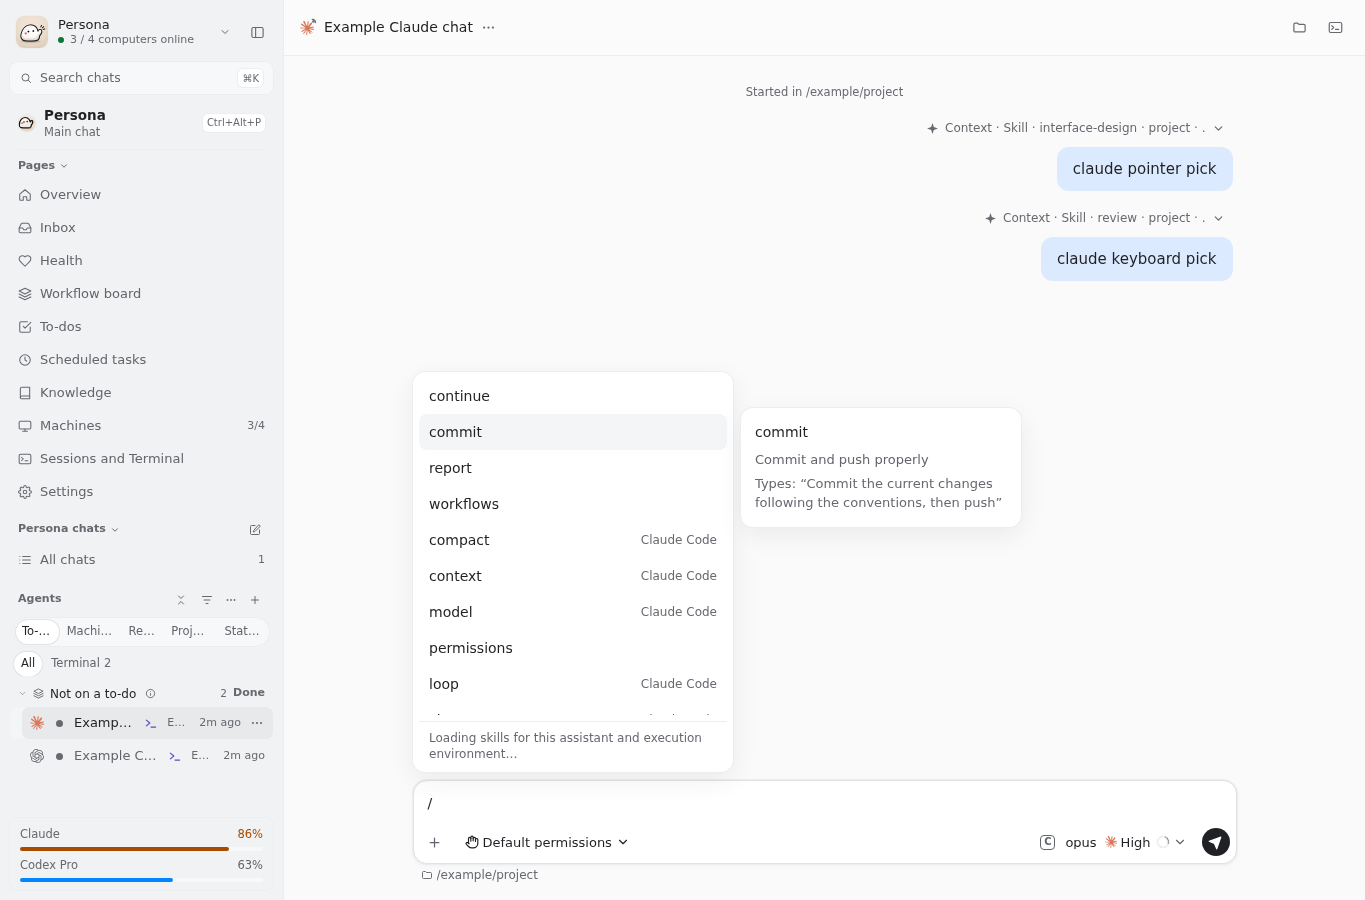 Persona
3 / 4 computers online
Search chats
⌘K
Persona
Main chat
Ctrl+Alt+P
Pages
Overview
Inbox
Health
Workflow board
To-dos
Scheduled tasks
Knowledge
Machines 3/4
Sessions and Terminal
Settings
Persona chats
All chats 1
Agents
To-… Machi… Re… Proj… Stat…
All Terminal 2
Not on a to-do 2 Done
Examp… E… 2m ago
Example C… E… 2m ago
Claude 86%
Codex Pro 63%
Example Claude chat
Started in /example/project
Context · Skill · interface-design · project · .
claude pointer pick
Context · Skill · review · project · .
claude keyboard pick
continue
commit
report
workflows
compact Claude Code
context Claude Code
model Claude Code
permissions
loop Claude Code
Loading skills for this assistant and execution
environment…
commit
Commit and push properly
Types: “Commit the current changes
following the conventions, then push”
/
Default permissions
C opus High
/example/project